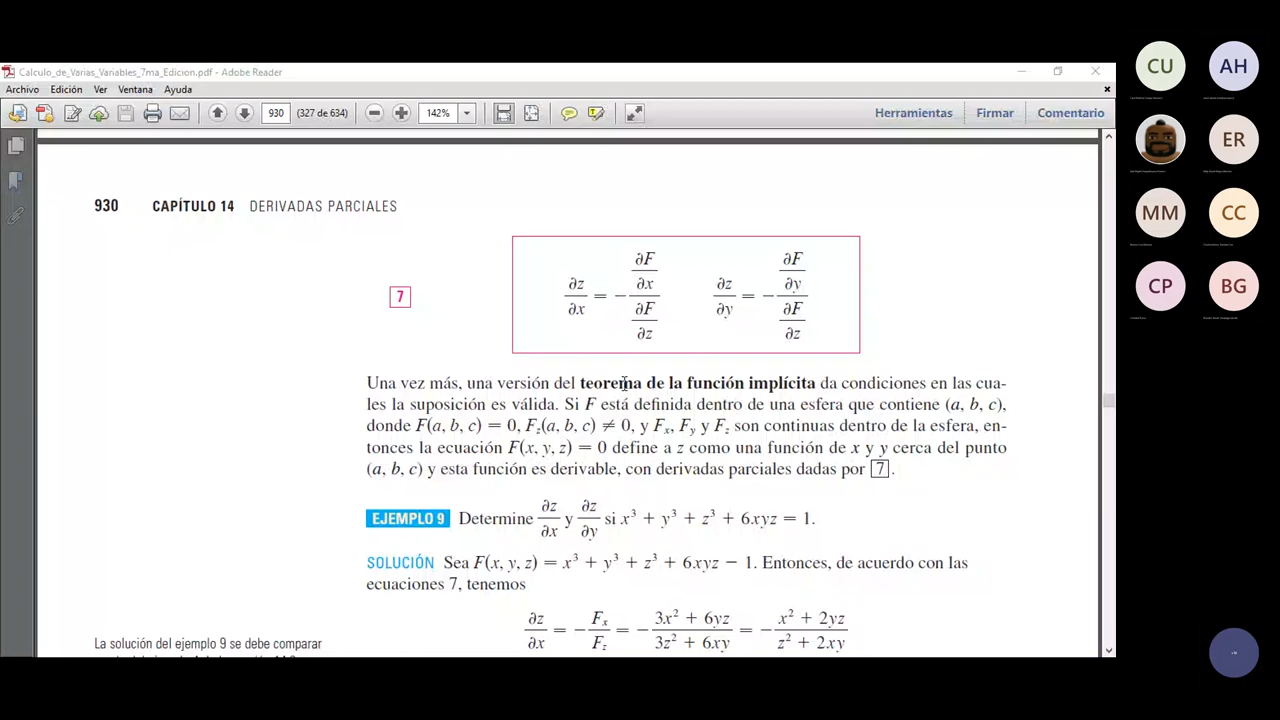 Calculo_de_Varias_Variables_7ma_Edicion.pdf - Adobe Reader
Archivo Edición Ver Ventana Ayuda
930 (327 de 634) 142% Herramientas Firmar Comentario
930 CAPÍTULO 14 DERIVADAS PARCIALES
7 ∂z/∂x = −(∂F/∂x)/(∂F/∂z) ∂z/∂y = −(∂F/∂y)/(∂F/∂z)
Una vez más, una versión del teorema de la función implícita da condiciones en las cua-
les la suposición es válida. Si F está definida dentro de una esfera que contiene (a, b, c),
donde F(a, b, c) = 0, Fz(a, b, c) ≠ 0, y Fx, Fy y Fz son continuas dentro de la esfera, en-
tonces la ecuación F(x, y, z) = 0 define a z como una función de x y y cerca del punto
(a, b, c) y esta función es derivable, con derivadas parciales dadas por 7.
EJEMPLO 9 Determine ∂z/∂x y ∂z/∂y si x³ + y³ + z³ + 6xyz = 1.
SOLUCIÓN Sea F(x, y, z) = x³ + y³ + z³ + 6xyz − 1. Entonces, de acuerdo con las
ecuaciones 7, tenemos
∂z/∂x = −Fx/Fz = −(3x² + 6yz)/(3z² + 6xy) = −(x² + 2yz)/(z² + 2xy)
La solución del ejemplo 9 se debe comparar
CU AH
ER
MM CC
CP BG